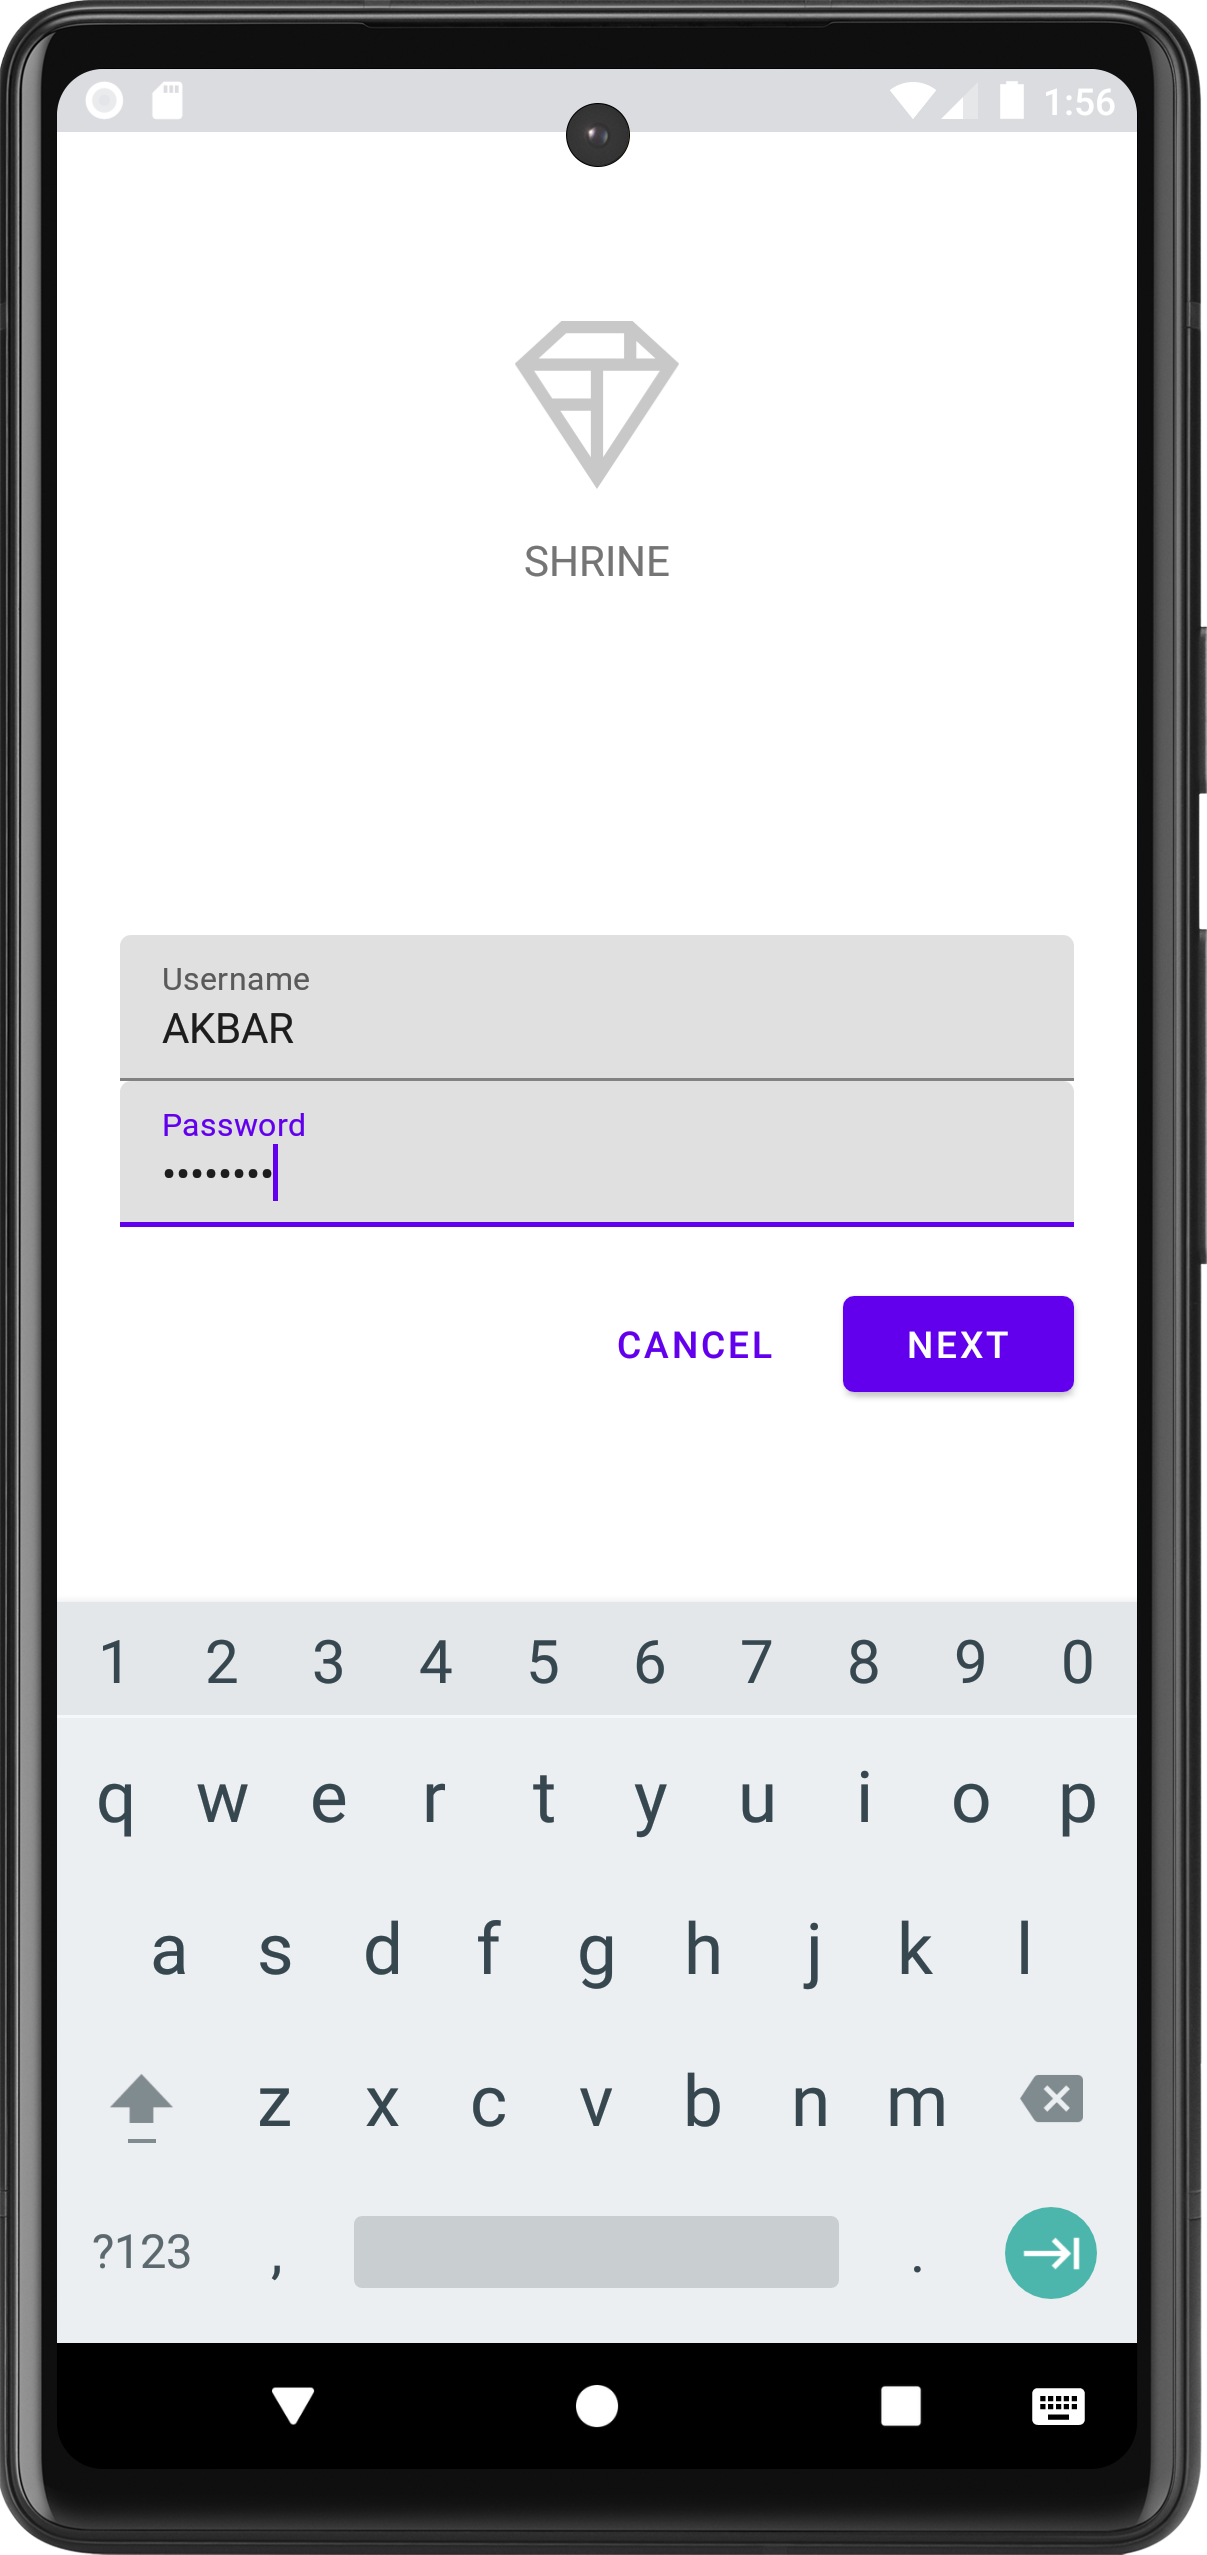 1:56
SHRINE
Username
AKBAR
Password
••••••••
CANCEL NEXT
1 2 3 4 5 6 7 8 9 0
q w e r t y u i o p
a s d f g h j k l
z x c v b n m
?123 , .